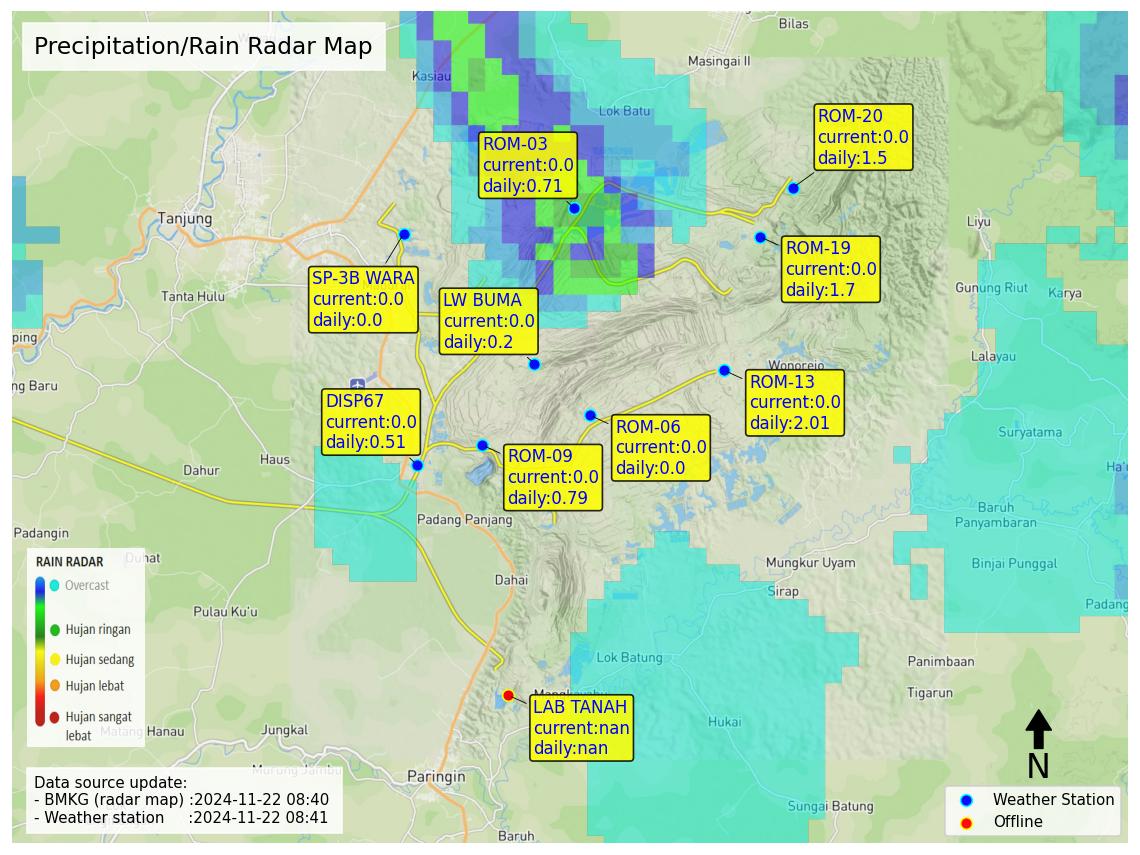 Precipitation/Rain Radar Map
Bilas
Masingai II
Kasiau
Lok Batu
ROM-20
current:0.0
daily:1.5
ROM-03
current:0.0
daily:0.71
Tanjung
Liyu
ROM-19
current:0.0
daily:1.7
SP-3B WARA
current:0.0
daily:0.0
Tanta Hulu
LW BUMA
current:0.0
daily:0.2
Gunung Riut
Karya
ping
Lalayau
Wonorejo
ng Baru
ROM-13
current:0.0
daily:2.01
DISP67
current:0.0
daily:0.51
ROM-06
current:0.0
daily:0.0
Suryatama
ROM-09
current:0.0
daily:0.79
Haus
Dahur
Ha'u
Padang Panjang
Baruh
Panyambaran
Padangin
Duhat
Mungkur Uyam
Binjai Punggal
Dahai
Sirap
Padang
Pulau Ku'u
RAIN RADAR
Overcast
Hujan ringan
Hujan sedang
Hujan lebat
Hujan sangat
lebat
Lok Batung
Panimbaan
Tigarun
LAB TANAH
current:nan
daily:nan
Hukai
Matang Hanau
Jungkal
Murung Jambu
Paringin
N
Data source update:
- BMKG (radar map) :2024-11-22 08:40
- Weather station :2024-11-22 08:41
Sungai Batung
Baruh
Weather Station
Offline